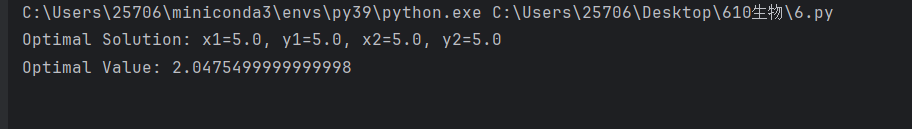 C:\Users\25706\miniconda3\envs\py39\python.exe C:\Users\25706\Desktop\610生物\6.py
Optimal Solution: x1=5.0, y1=5.0, x2=5.0, y2=5.0
Optimal Value: 2.0475499999999998